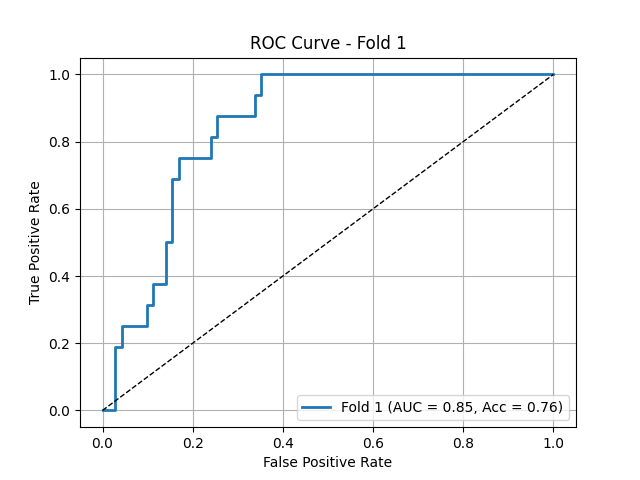 ROC Curve - Fold 1
True Positive Rate
1.0
0.8
0.6
0.4
0.2
0.0
Fold 1 (AUC = 0.85, Acc = 0.76)
0.0 0.2 0.4 0.6 0.8 1.0
False Positive Rate